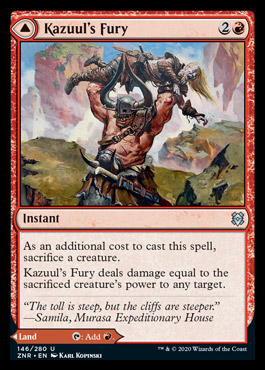 Kazuul's Fury 2
Instant
As an additional cost to cast this spell,
sacrifice a creature.
Kazuul's Fury deals damage equal to the
sacrificed creature's power to any target.
“The toll is steep, but the cliffs are steeper.”
—Samila, Murasa Expeditionary House
Land : Add .
146/280 U
ZNR • EN Karl Kopinski ™ & © 2020 Wizards of the Coast